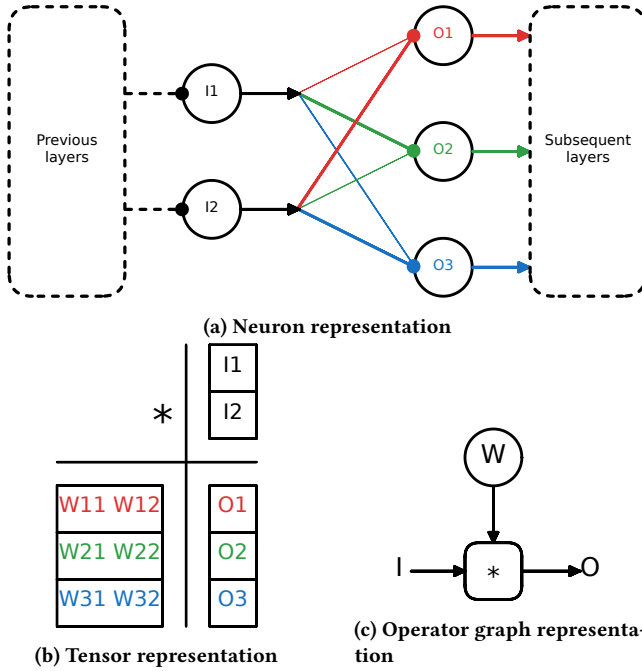 O1
I1
Previous
layers
O2
Subsequent
layers
I2
O3
(a) Neuron representation
I1
*
I2
W11 W12
O1
W21 W22
O2
W31 W32
O3
(b) Tensor representation
W
I
*
O
(c) Operator graph representa-
tion